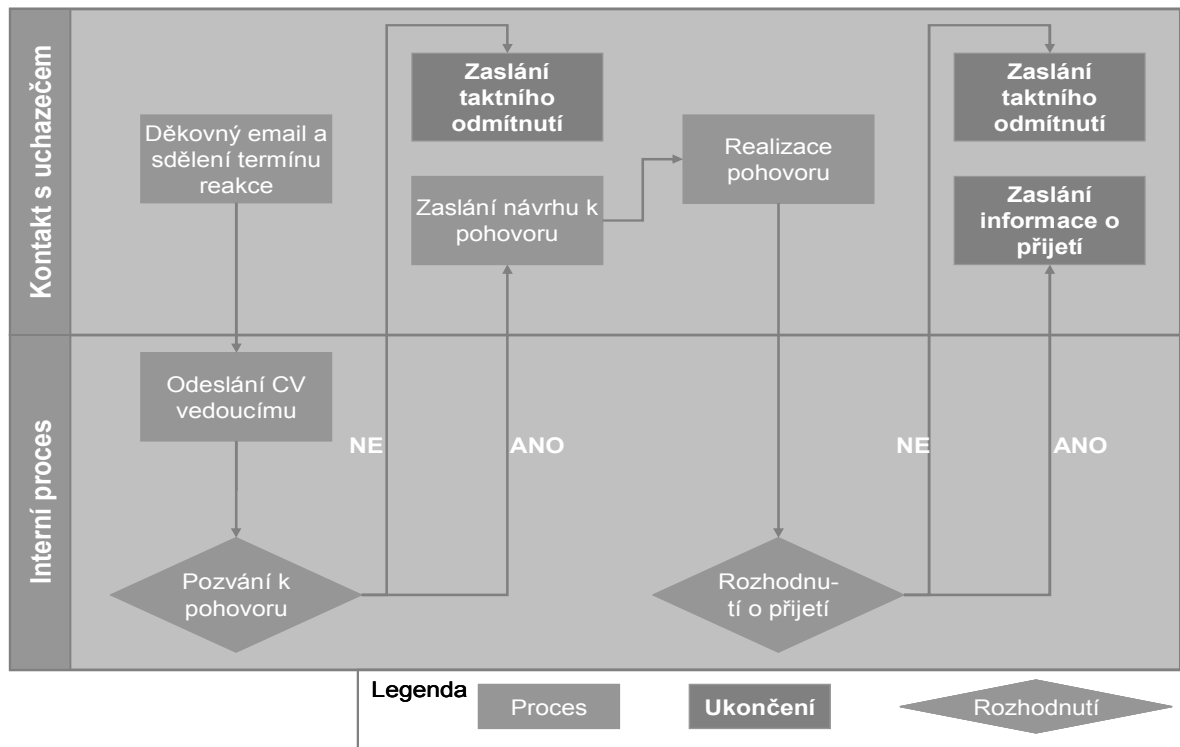 Kontakt s uchazečem
Děkovný email a
sdělení termínu
reakce
Zaslání
taktního
odmítnutí
Zaslání návrhu k
pohovoru
Realizace
pohovoru
Zaslání
taktního
odmítnutí
Zaslání
informace o
přijetí
Interní proces
Odeslání CV
vedoucímu
NE
ANO
NE
ANO
Pozvání k
pohovoru
Rozhodnu-
tí o přijetí
Legenda
Proces
Ukončení
Rozhodnutí